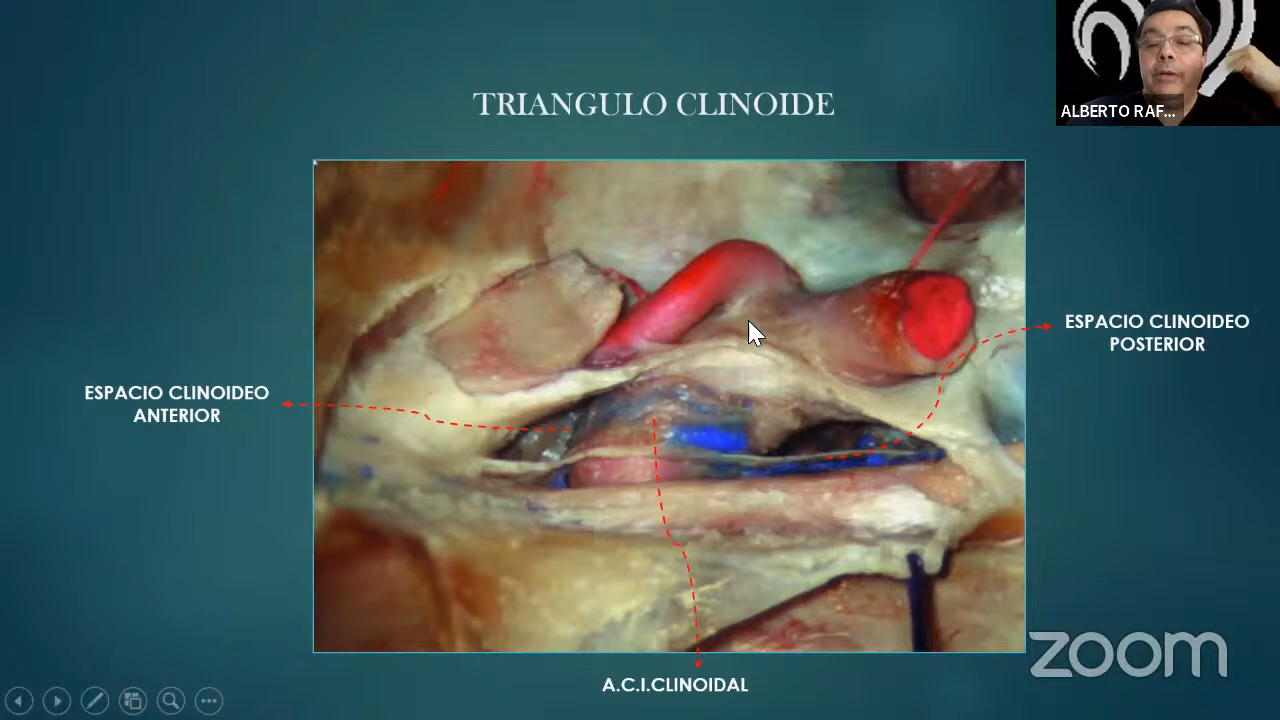 ALBERTO RAF...
TRIANGULO CLINOIDE
ESPACIO CLINOIDEO
POSTERIOR
ESPACIO CLINOIDEO
ANTERIOR
A.C.I.CLINOIDAL
zoom